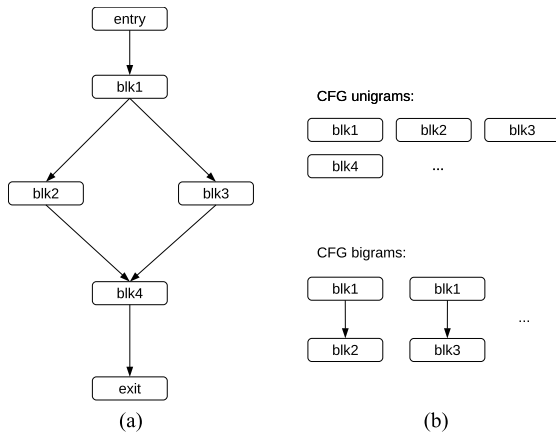 entry
blk1
blk2 blk3
blk4
exit
(a)
CFG unigrams:
blk1 blk2 blk3
blk4 ...
CFG bigrams:
blk1 blk1
...
blk2 blk3
(b)